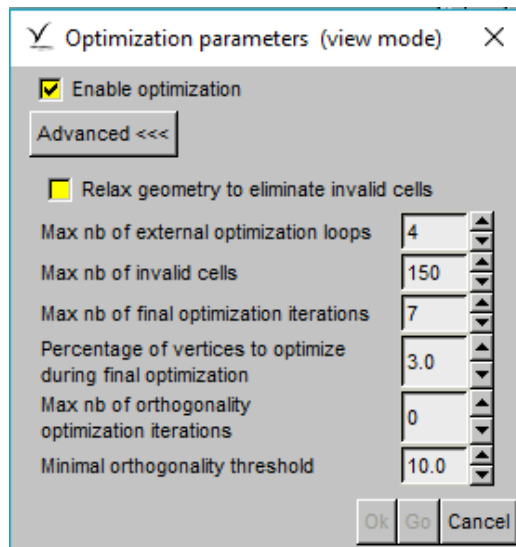 Optimization parameters (view mode)
Enable optimization
Advanced <<<
Relax geometry to eliminate invalid cells
Max nb of external optimization loops 4
Max nb of invalid cells 150
Max nb of final optimization iterations 7
Percentage of vertices to optimize
during final optimization 3.0
Max nb of orthogonality
optimization iterations 0
Minimal orthogonality threshold 10.0
Ok Go Cancel